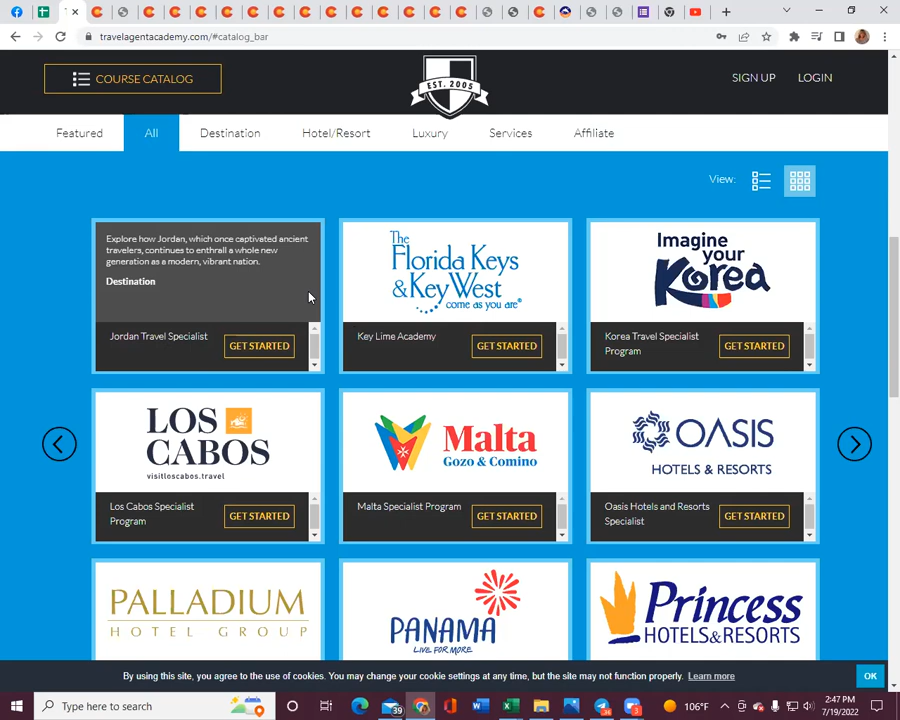 travelagentacademy.com/#catalog_bar
COURSE CATALOG
EST. 2005
SIGN UP
LOGIN
Featured
All
Destination
Hotel/Resort
Luxury
Services
Affiliate
View:
Explore how Jordan, which once captivated ancient
travelers, continues to enthrall a whole new
generation as a modern, vibrant nation.
Destination
Jordan Travel Specialist
GET STARTED
The
Florida Keys
& Key West
come as you are®
Key Lime Academy
GET STARTED
Imagine
your
Korea
Korea Travel Specialist
Program
GET STARTED
LOS
CABOS
visitloscabos.travel
Los Cabos Specialist
Program
GET STARTED
Malta
Gozo & Comino
Malta Specialist Program
GET STARTED
OASIS
HOTELS & RESORTS
Oasis Hotels and Resorts
Specialist
GET STARTED
PALLADIUM
HOTEL GROUP
PANAMA
LIVE FOR MORE
Princess
HOTELS & RESORTS
By using this site, you agree to the use of cookies. You may change your cookie settings at any time, but the site may not function properly. Learn more
OK
Type here to search
39
106°F
2:47 PM
7/19/2022